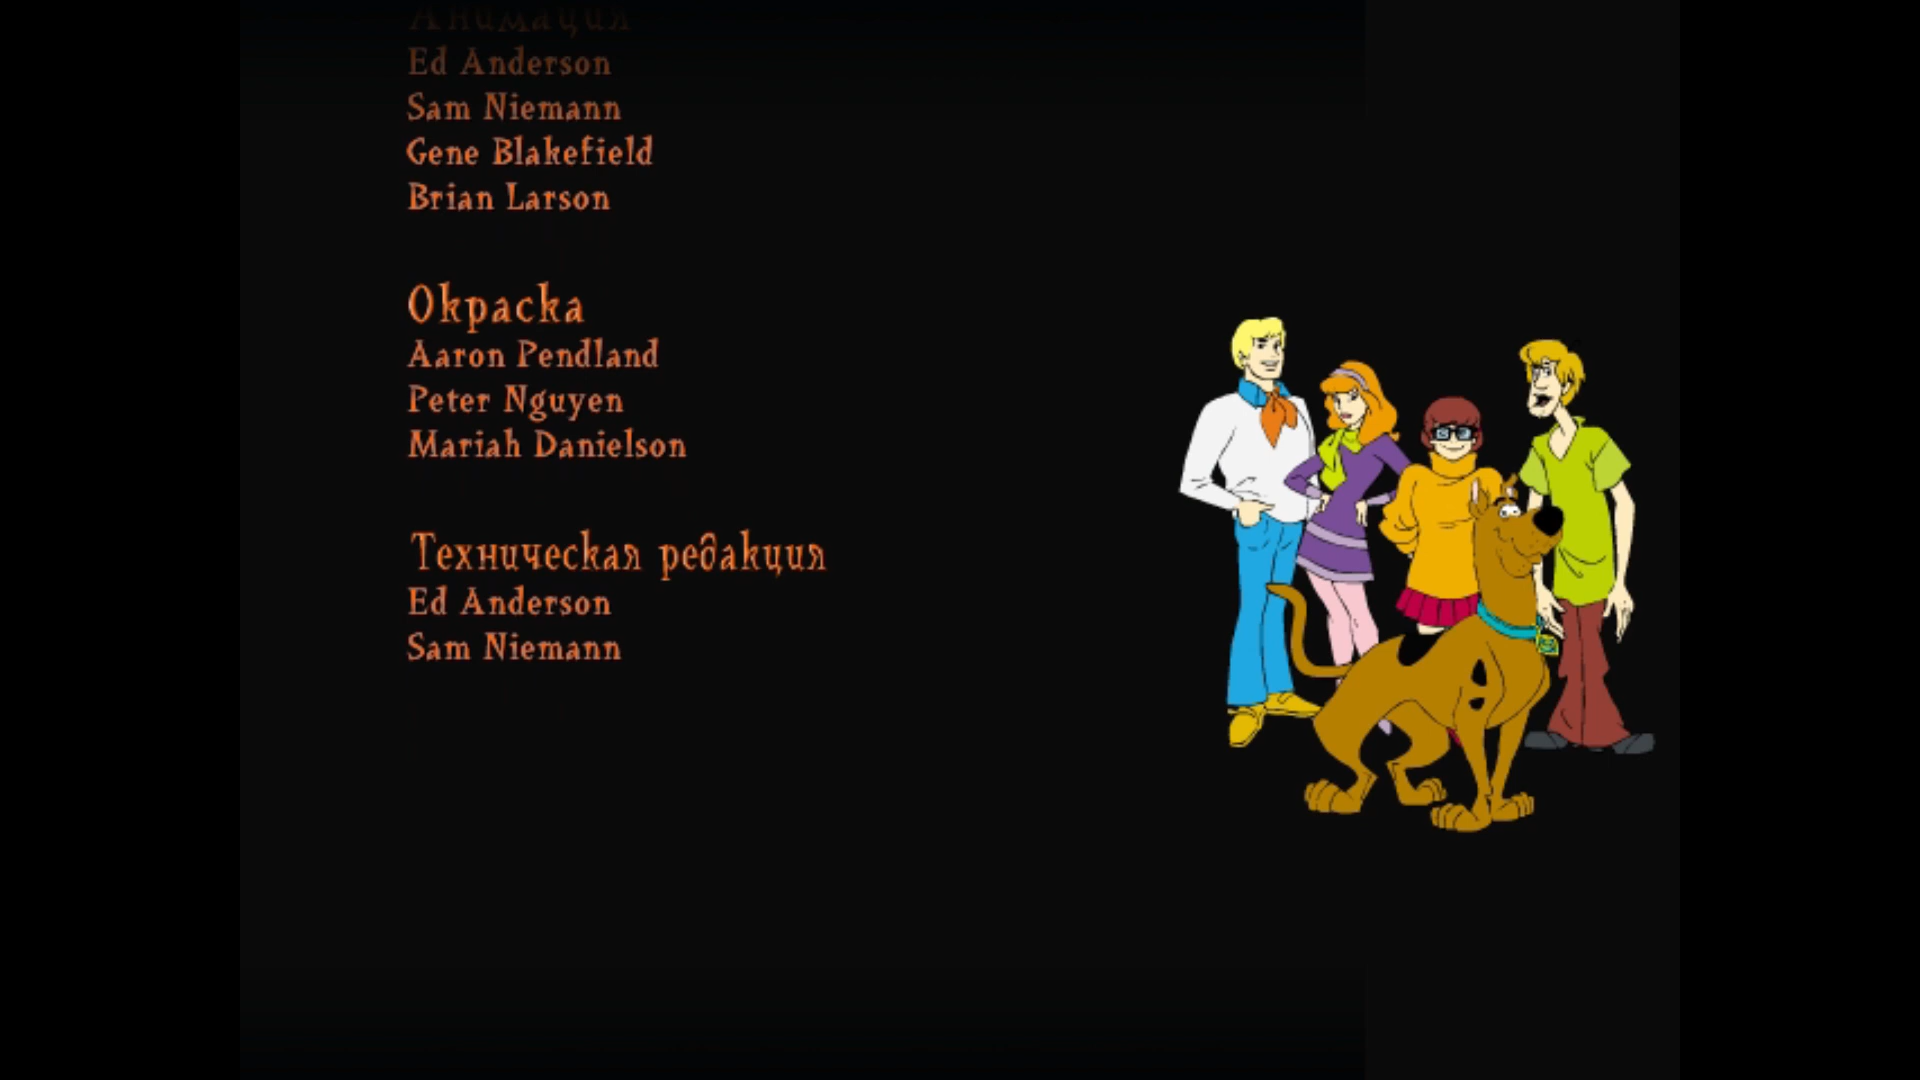 Анимация
Ed Anderson
Sam Niemann
Gene Blakefield
Brian Larson
Окраска
Aaron Pendland
Peter Nguyen
Mariah Danielson
Техническая редакция
Ed Anderson
Sam Niemann